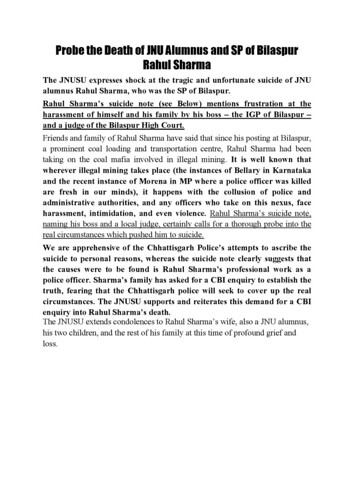 Probe the Death of JNU Alumnus and SP of Bilaspur
Rahul Sharma
The JNUSU expresses shock at the tragic and unfortunate suicide of JNU
alumnus Rahul Sharma, who was the SP of Bilaspur.
Rahul Sharma's suicide note (see Below) mentions frustration at the
harassment of himself and his family by his boss – the IGP of Bilaspur –
and a judge of the Bilaspur High Court.
Friends and family of Rahul Sharma have said that since his posting at Bilaspur,
a prominent coal loading and transportation centre, Rahul Sharma had been
taking on the coal mafia involved in illegal mining. It is well known that
wherever illegal mining takes place (the instances of Bellary in Karnataka
and the recent instance of Morena in MP where a police officer was killed
are fresh in our minds), it happens with the collusion of police and
administrative authorities, and any officers who take on this nexus, face
harassment, intimidation, and even violence. Rahul Sharma's suicide note,
naming his boss and a local judge, certainly calls for a thorough probe into the
real circumstances which pushed him to suicide.
We are apprehensive of the Chhattisgarh Police's attempts to ascribe the
suicide to personal reasons, whereas the suicide note clearly suggests that
the causes were to be found is Rahul Sharma's professional work as a
police officer. Sharma's family has asked for a CBI enquiry to establish the
truth, fearing that the Chhattisgarh police will seek to cover up the real
circumstances. The JNUSU supports and reiterates this demand for a CBI
enquiry into Rahul Sharma's death.
The JNUSU extends condolences to Rahul Sharma's wife, also a JNU alumnus,
his two children, and the rest of his family at this time of profound grief and
loss.